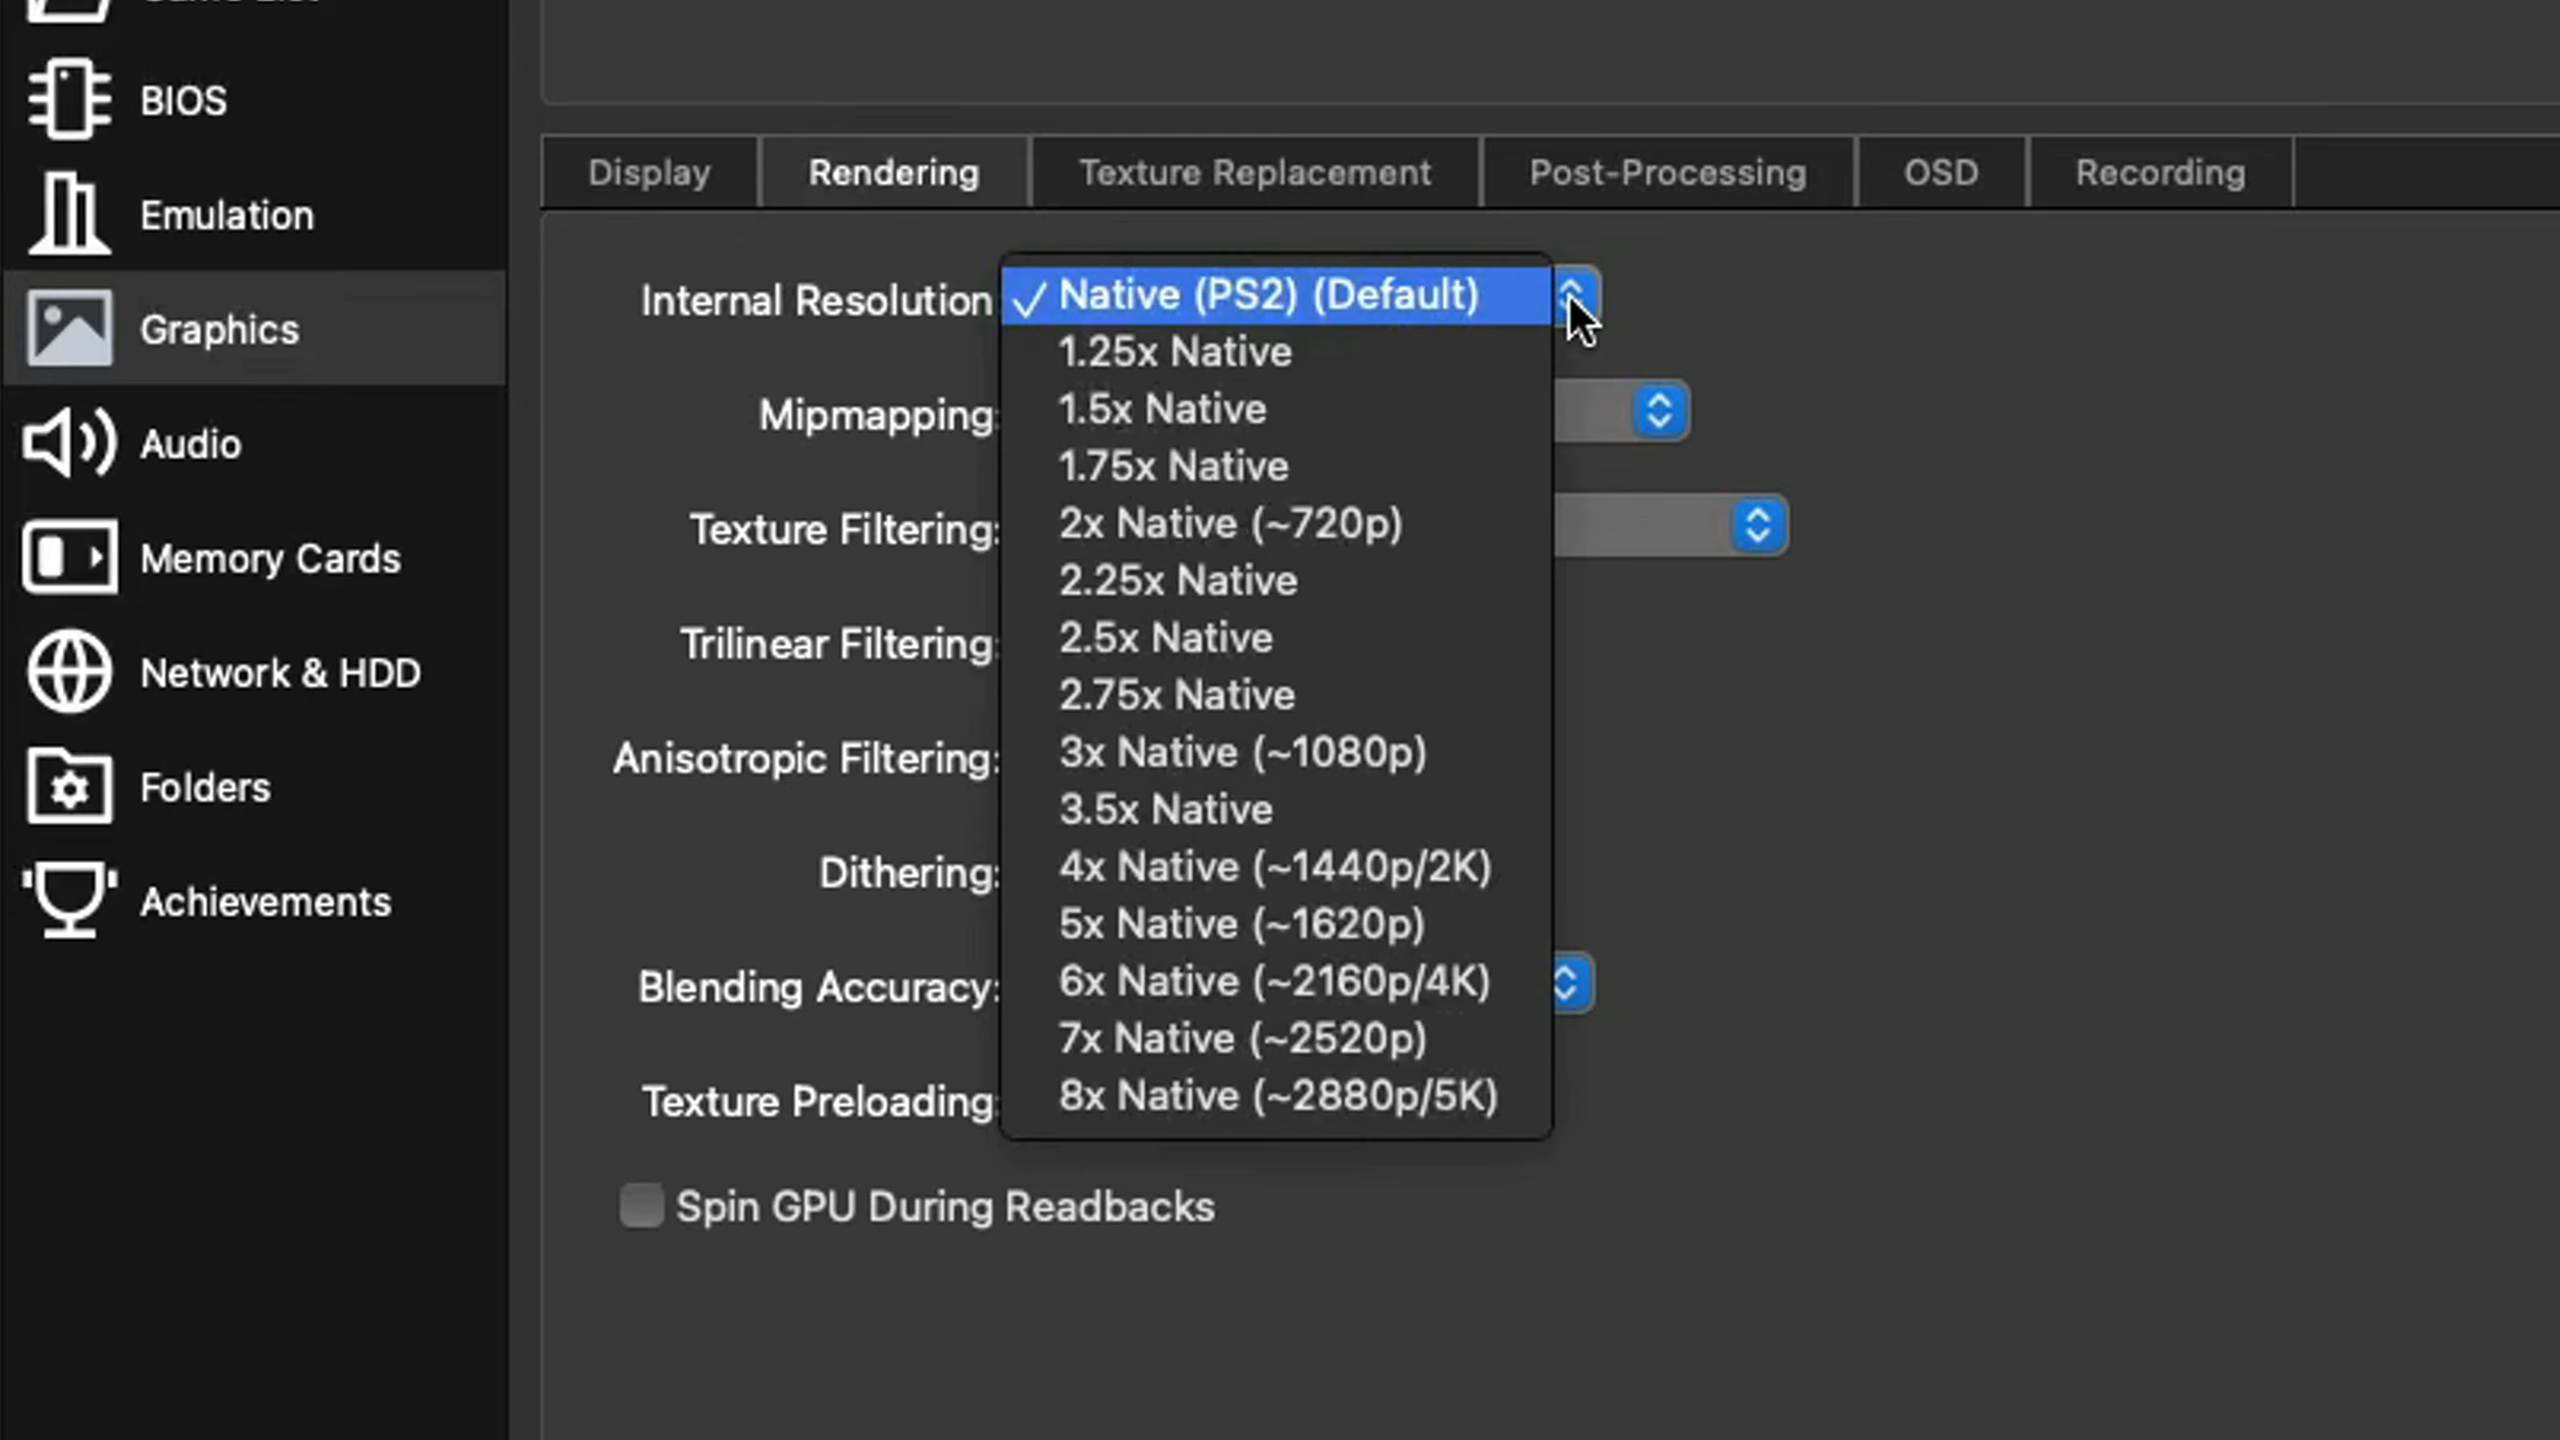 BIOS
Emulation
Graphics
Audio
Memory Cards
Network & HDD
Folders
Achievements
Display
Rendering
Texture Replacement
Post-Processing
OSD
Recording
Internal Resolution
✓ Native (PS2) (Default)
1.25x Native
1.5x Native
1.75x Native
2x Native (~720p)
2.25x Native
2.5x Native
2.75x Native
3x Native (~1080p)
3.5x Native
4x Native (~1440p/2K)
5x Native (~1620p)
6x Native (~2160p/4K)
7x Native (~2520p)
8x Native (~2880p/5K)
Mipmapping:
Texture Filtering:
Trilinear Filtering:
Anisotropic Filtering:
Dithering:
Blending Accuracy:
Texture Preloading:
Spin GPU During Readbacks